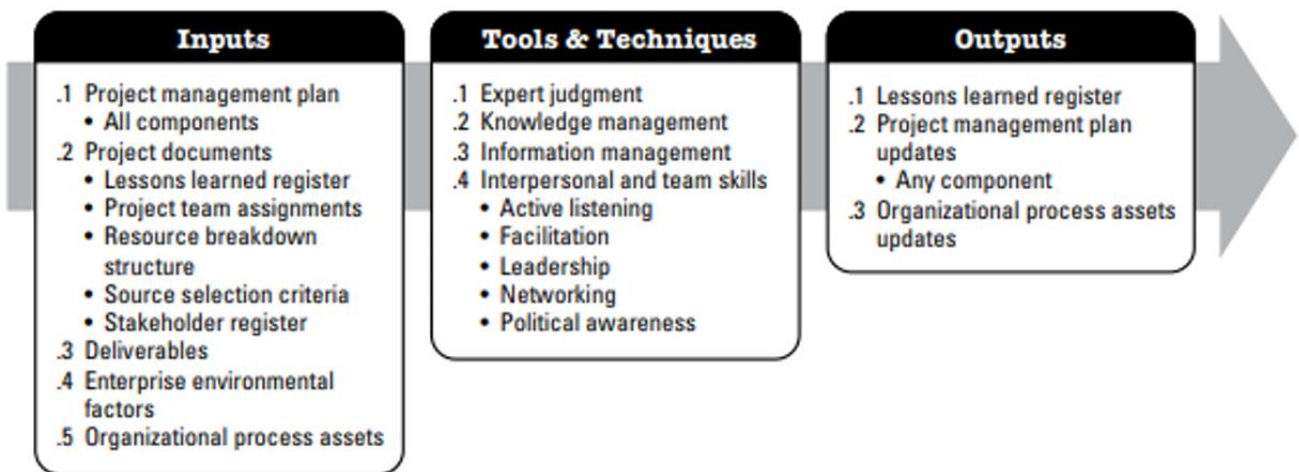 Inputs
.1 Project management plan
• All components
.2 Project documents
• Lessons learned register
• Project team assignments
• Resource breakdown
structure
• Source selection criteria
• Stakeholder register
.3 Deliverables
.4 Enterprise environmental
factors
.5 Organizational process assets
Tools & Techniques
.1 Expert judgment
.2 Knowledge management
.3 Information management
.4 Interpersonal and team skills
• Active listening
• Facilitation
• Leadership
• Networking
• Political awareness
Outputs
.1 Lessons learned register
.2 Project management plan
updates
• Any component
.3 Organizational process assets
updates